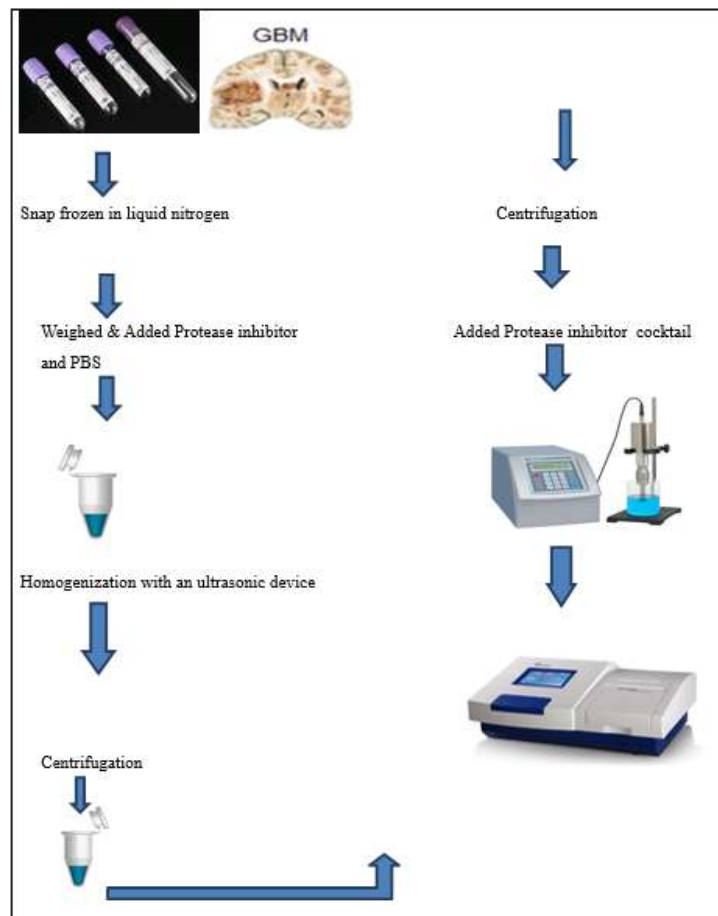 GBM
Snap frozen in liquid nitrogen
Weighed & Added Protease inhibitor
and PBS
Homogenization with an ultrasonic device
Centrifugation
Centrifugation
Added Protease inhibitor cocktail